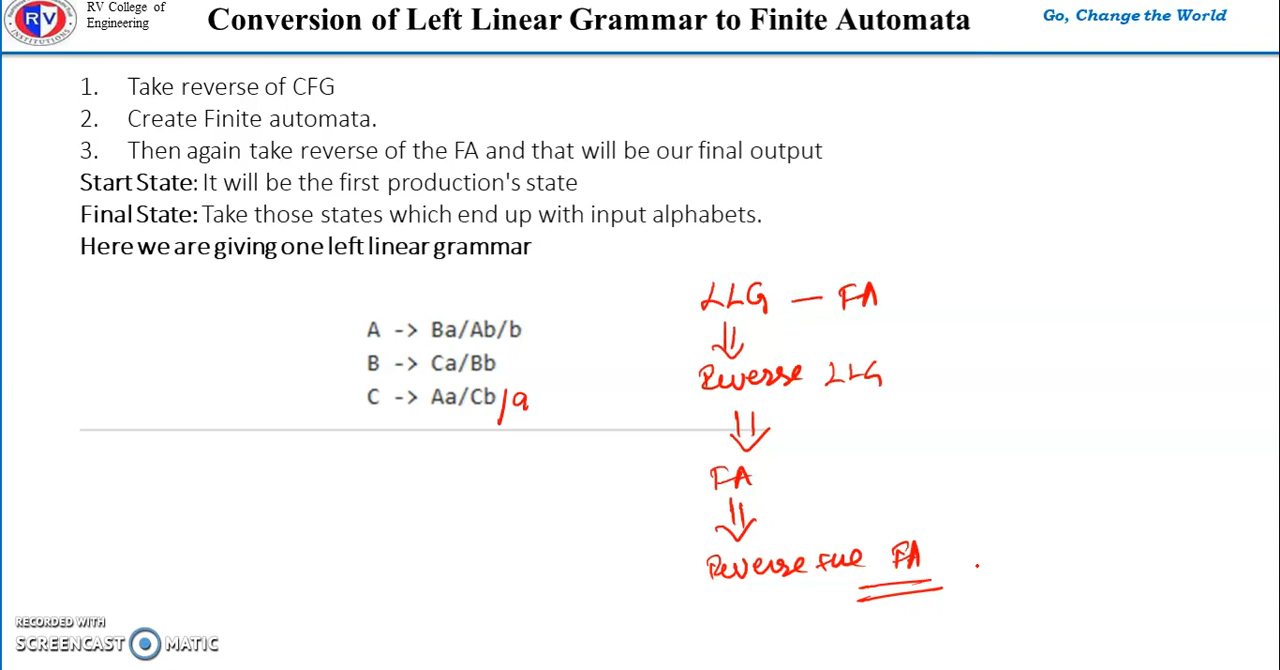 RV College of
Engineering
Conversion of Left Linear Grammar to Finite Automata
Go, Change the World
RV
INSTITUTIONS
1. Take reverse of CFG
2. Create Finite automata.
3. Then again take reverse of the FA and that will be our final output
Start State: It will be the first production's state
Final State: Take those states which end up with input alphabets.
Here we are giving one left linear grammar
A -> Ba/Ab/b
B -> Ca/Bb
C -> Aa/Cb/a
LLG — FA
⇓
Reverse LLG
⇓
FA
⇓
Reverse the FA
RECORDED WITH
SCREENCAST MATIC